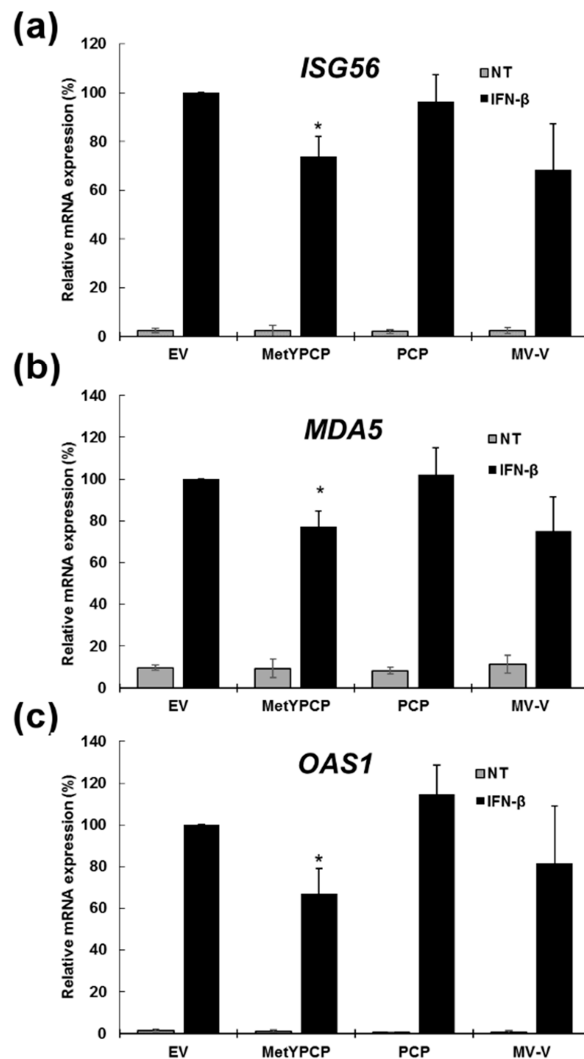 (a)
ISG56
Relative mRNA expression (%)
120
100
80
60
40
20
0
NT
IFN-β
*
EV MetYPCP PCP MV-V
(b)
MDA5
Relative mRNA expression (%)
140
120
100
80
60
40
20
0
NT
IFN-β
*
EV MetYPCP PCP MV-V
(c)
OAS1
Relative mRNA expression (%)
140
120
100
80
60
40
20
0
NT
IFN-β
*
EV MetYPCP PCP MV-V